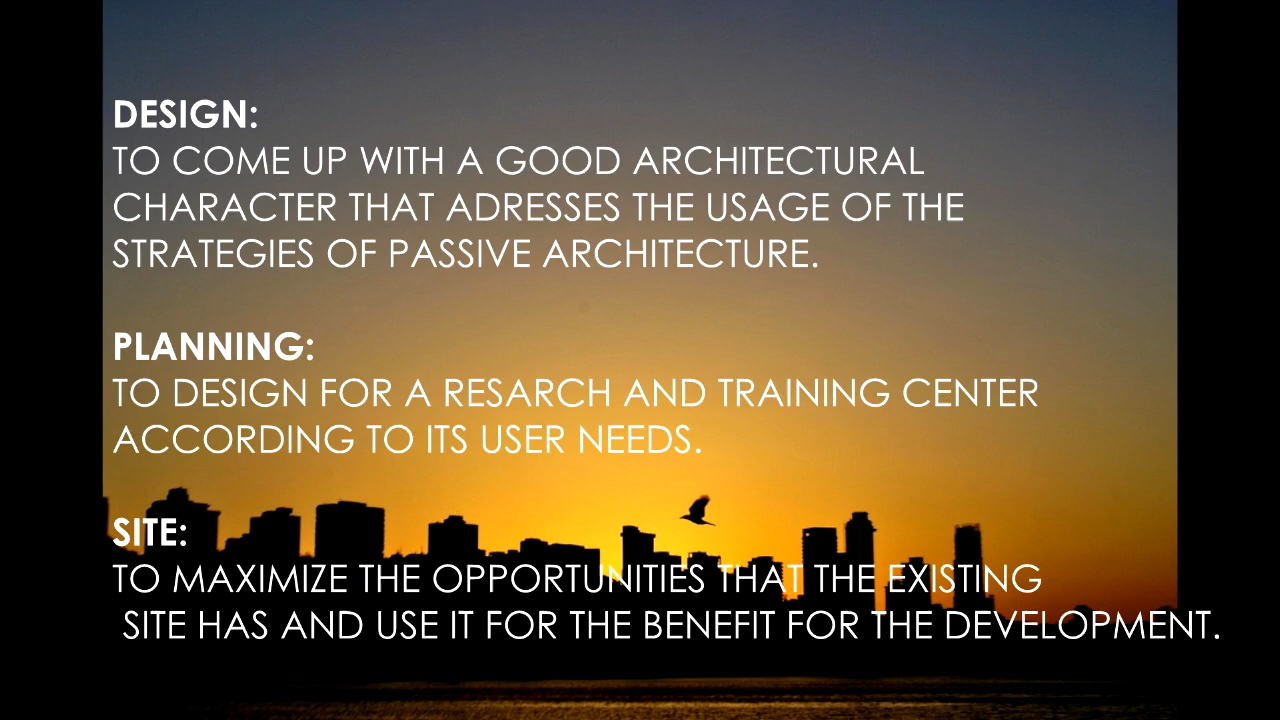 DESIGN:
TO COME UP WITH A GOOD ARCHITECTURAL
CHARACTER THAT ADRESSES THE USAGE OF THE
STRATEGIES OF PASSIVE ARCHITECTURE.
PLANNING:
TO DESIGN FOR A RESARCH AND TRAINING CENTER
ACCORDING TO ITS USER NEEDS.
SITE:
TO MAXIMIZE THE OPPORTUNITIES THAT THE EXISTING
SITE HAS AND USE IT FOR THE BENEFIT FOR THE DEVELOPMENT.